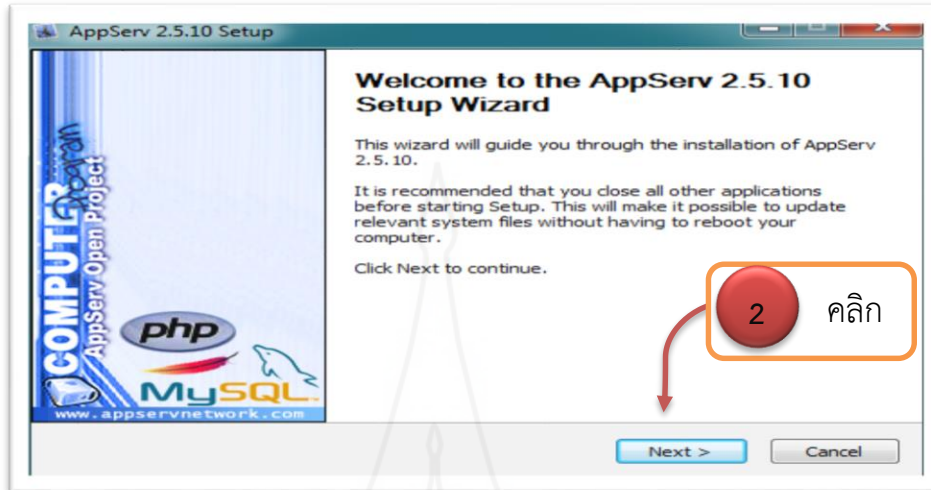 AppServ 2.5.10 Setup
Welcome to the AppServ 2.5.10
Setup Wizard
This wizard will guide you through the installation of AppServ
2.5.10.
It is recommended that you close all other applications
before starting Setup. This will make it possible to update
relevant system files without having to reboot your
computer.
Click Next to continue.
COMPUTER
Program
AppServ Open Project
php
MySQL
www.appservnetwork.com
2 คลิก
Next >
Cancel